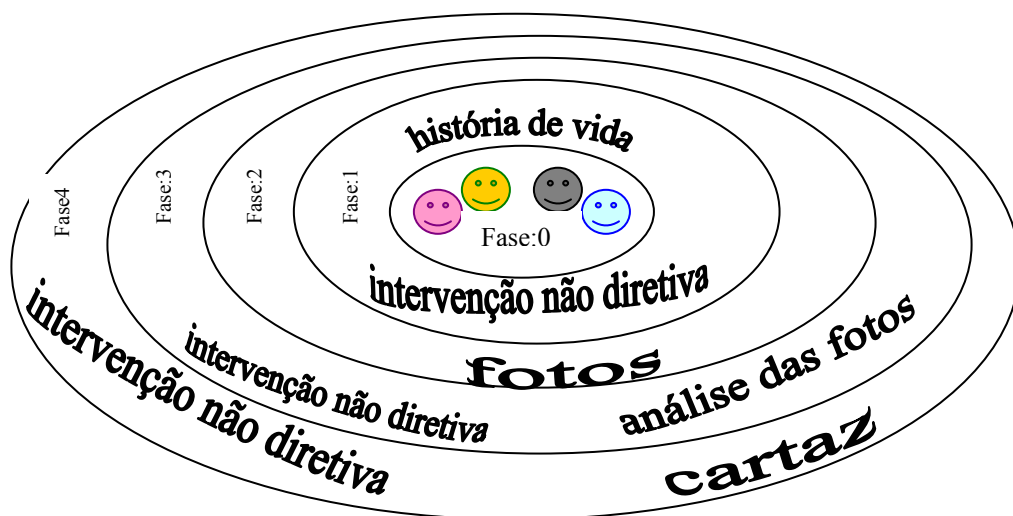 história de vida
Fase:0
intervenção não diretiva
Fase:1
Fase:2
fotos
Fase:3
intervenção não diretiva
análise das fotos
Fase4
intervenção não diretiva
cartaz